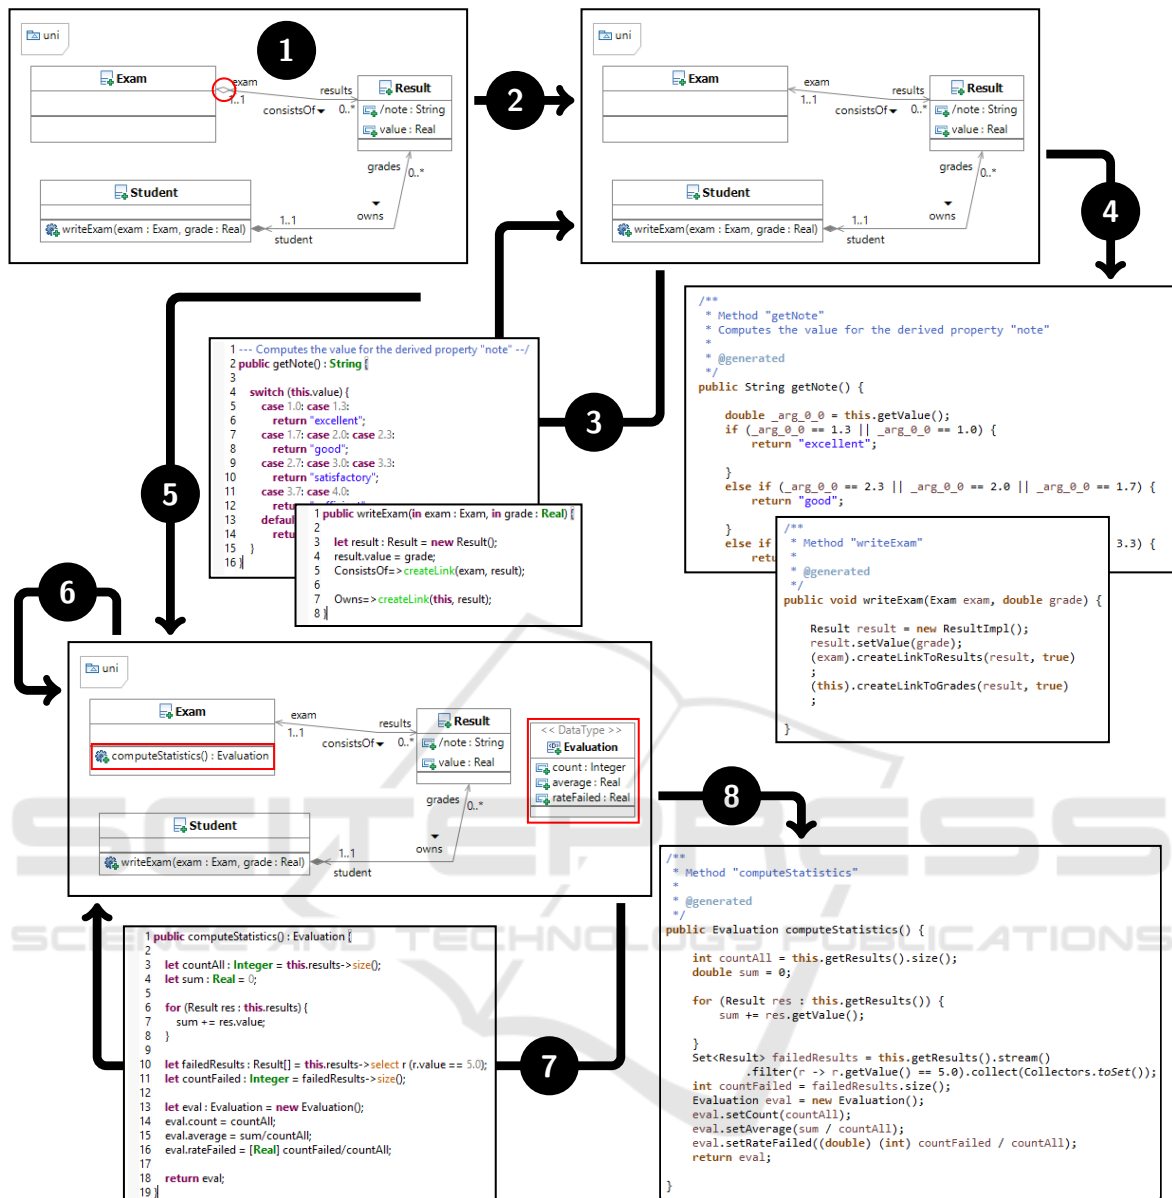 uni
1
Exam
exam
1..1
results
consistsOf
0..*
Result
/note : String
value : Real
grades
0..*
Student
writeExam(exam : Exam, grade : Real)
1..1
student
owns
2
uni
Exam
exam
1..1
results
consistsOf
0..*
Result
/note : String
value : Real
grades
0..*
Student
writeExam(exam : Exam, grade : Real)
1..1
student
owns
4
/**
* Method "getNote"
* Computes the value for the derived property "note"
*
* @generated
*/
public String getNote() {
double _arg_0_0 = this.getValue();
if (_arg_0_0 == 1.3 || _arg_0_0 == 1.0) {
return "excellent";
}
else if (_arg_0_0 == 2.3 || _arg_0_0 == 2.0 || _arg_0_0 == 1.7) {
return "good";
}
else if
3.3) {
retu
/**
* Method "writeExam"
*
* @generated
*/
public void writeExam(Exam exam, double grade) {
Result result = new ResultImpl();
result.setValue(grade);
(exam).createLinkToResults(result, true)
;
(this).createLinkToGrades(result, true)
;
}
3
1 --- Computes the value for the derived property "note" --/
2 public getNote() : String {
3
4 switch (this.value) {
5 case 1.0: case 1.3:
6 return "excellent";
7 case 1.7: case 2.0: case 2.3:
8 return "good";
9 case 2.7: case 3.0: case 3.3:
10 return "satisfactory";
11 case 3.7: case 4.0:
12
13 defaul
14 retu
15 }
16 }
1 public writeExam(in exam : Exam, in grade : Real) {
2
3 let result : Result = new Result();
4 result.value = grade;
5 ConsistsOf=>createLink(exam, result);
6
7 Owns=>createLink(this, result);
8 }
5
6
uni
Exam
computeStatistics() : Evaluation
exam
1..1
results
consistsOf
0..*
Result
/note : String
value : Real
<< DataType >>
Evaluation
count : Integer
average : Real
rateFailed : Real
grades
0..*
Student
writeExam(exam : Exam, grade : Real)
1..1
student
owns
8
7
1 public computeStatistics() : Evaluation {
2
3 let countAll : Integer = this.results->size();
4 let sum : Real = 0;
5
6 for (Result res : this.results) {
7 sum += res.value;
8 }
9
10 let failedResults : Result[] = this.results->select r (r.value == 5.0);
11 let countFailed : Integer = failedResults->size();
12
13 let eval : Evaluation = new Evaluation();
14 eval.count = countAll;
15 eval.average = sum/countAll;
16 eval.rateFailed = [Real] countFailed/countAll;
17
18 return eval;
19 }
/**
* Method "computeStatistics"
*
* @generated
*/
public Evaluation computeStatistics() {
int countAll = this.getResults().size();
double sum = 0;
for (Result res : this.getResults()) {
sum += res.getValue();
}
Set<Result> failedResults = this.getResults().stream()
.filter(r -> r.getValue() == 5.0).collect(Collectors.toSet());
int countFailed = failedResults.size();
Evaluation eval = new Evaluation();
eval.setCount(countAll);
eval.setAverage(sum / countAll);
eval.setRateFailed((double) (int) countFailed / countAll);
return eval;
}
SCITEPRESS
SCIENCE AND TECHNOLOGY PUBLICATIONS